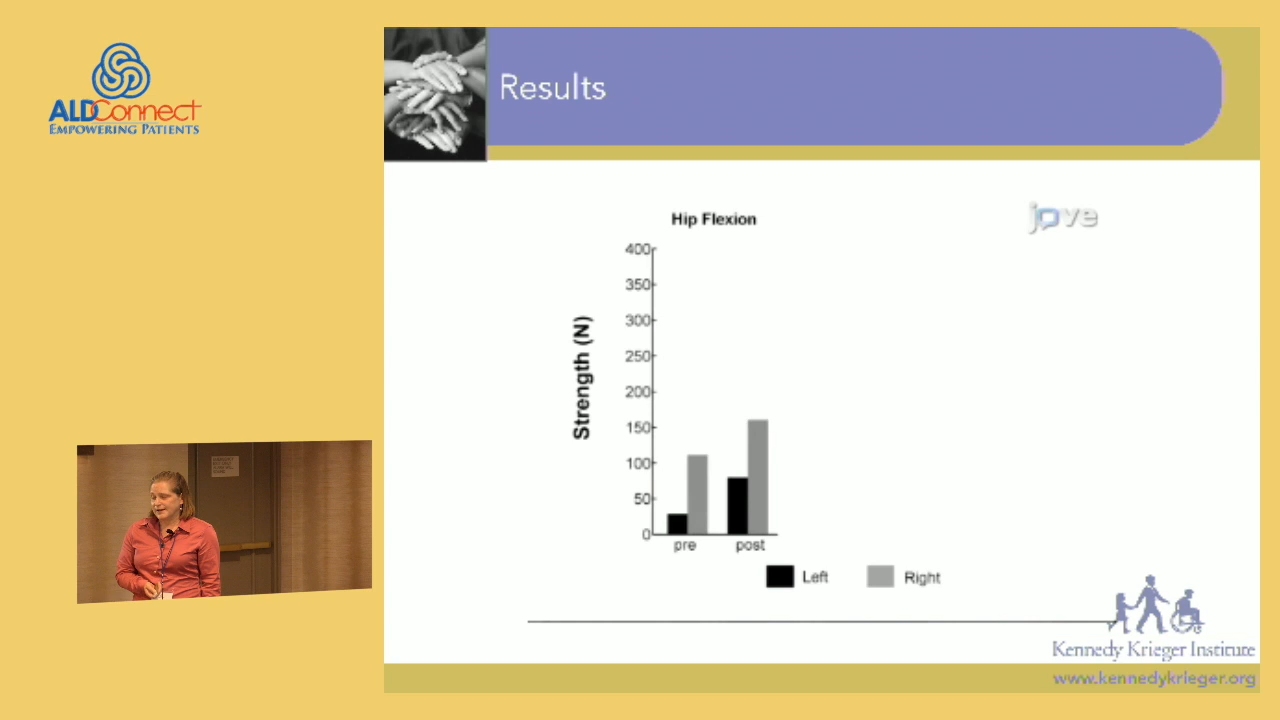 ALDConnect
EMPOWERING PATIENTS
Results
jove
Hip Flexion
Strength (N)
400
350
300
250
200
150
100
50
0
pre
post
Left
Right
Kennedy Krieger Institute
www.kennedykrieger.org